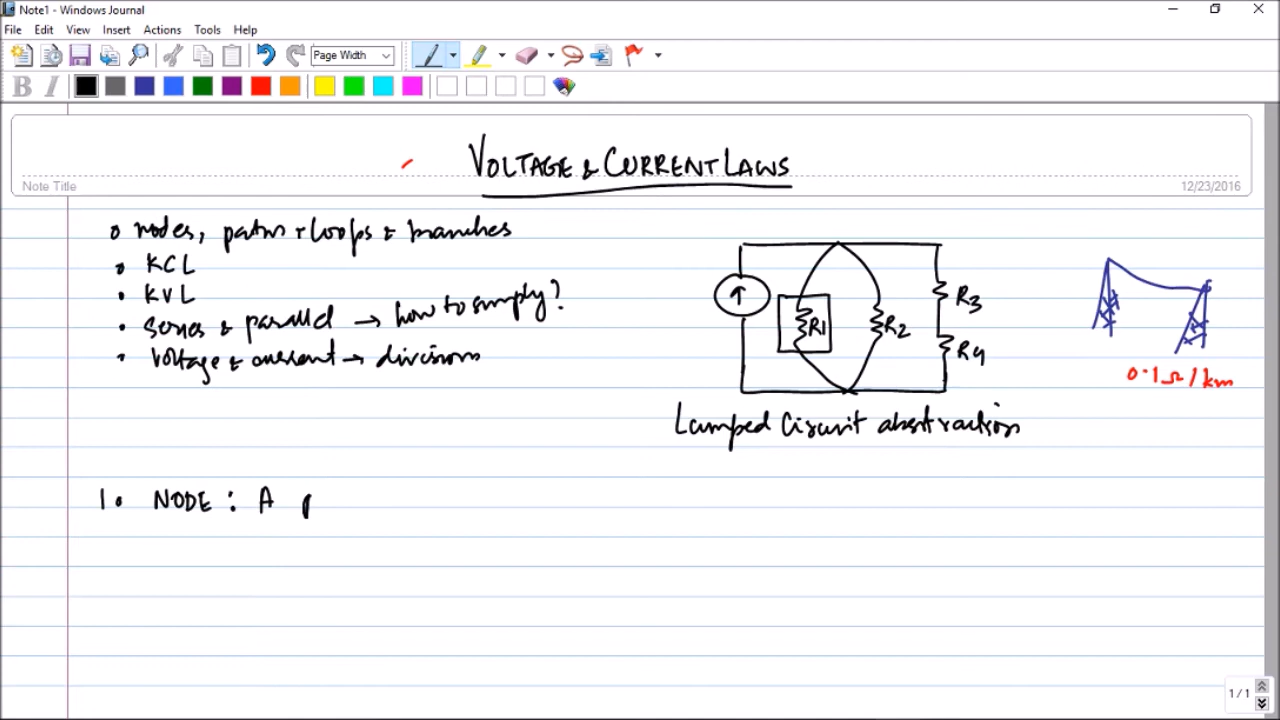 Note1 - Windows Journal
File Edit View Insert Actions Tools Help
Page Width
B I
VOLTAGE & CURRENT LAWS
Note Title
12/23/2016
nodes, paths & loops & branches
KCL
KVL
series & parallel → how to simply?
Voltage & current → divisions
R1
R2
R3
R4
0.1Ω/km
Lumped Circuit abstraction
1. NODE: A
1/1